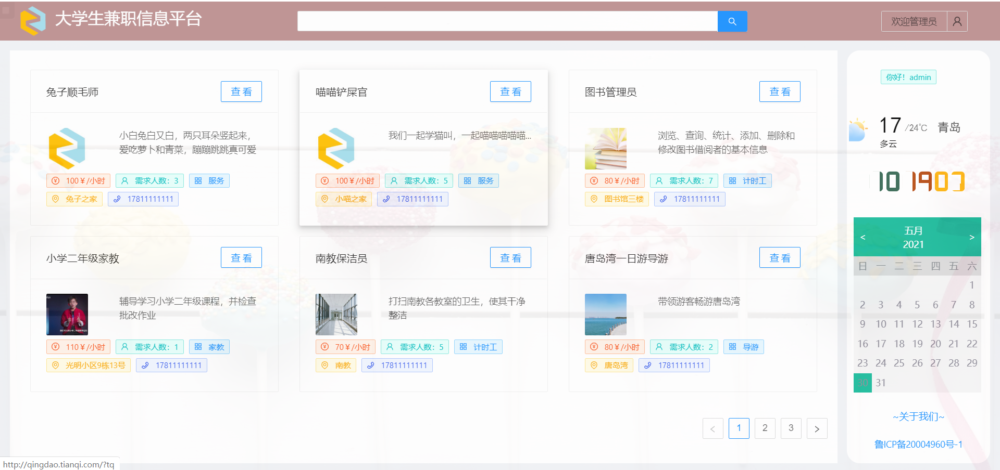 大学生兼职信息平台
欢迎管理员
兔子顺毛师
查 看
小白兔白又白，两只耳朵竖起来，
爱吃萝卜和青菜，蹦蹦跳跳真可爱
100￥/小时 需求人数：3 服务
兔子之家 17811111111
喵喵铲屎官
查 看
我们一起学猫叫，一起喵喵喵喵喵...
100￥/小时 需求人数：5 服务
小喵之家 17811111111
图书管理员
查 看
浏览、查询、统计、添加、删除和
修改图书借阅者的基本信息
80￥/小时 需求人数：7 计时工
图书馆三楼 17811111111
小学二年级家教
查 看
辅导学习小学二年级课程，并检查
批改作业
110￥/小时 需求人数：1 家教
光明小区9栋13号 17811111111
南教保洁员
查 看
打扫南教各教室的卫生，使其干净
整洁
70￥/小时 需求人数：5 计时工
南教 17811111111
唐岛湾一日游导游
查 看
带领游客畅游唐岛湾
80￥/小时 需求人数：2 导游
唐岛湾 17811111111
< 1 2 3 >
你好！admin
17 /24℃ 青岛
多云
10 19 07
< 五月 >
2021
日 一 二 三 四 五 六
1
2 3 4 5 6 7 8
9 10 11 12 13 14 15
16 17 18 19 20 21 22
23 24 25 26 27 28 29
30 31
~关于我们~
鲁ICP备20004960号-1
http://qingdao.tianqi.com/?tq